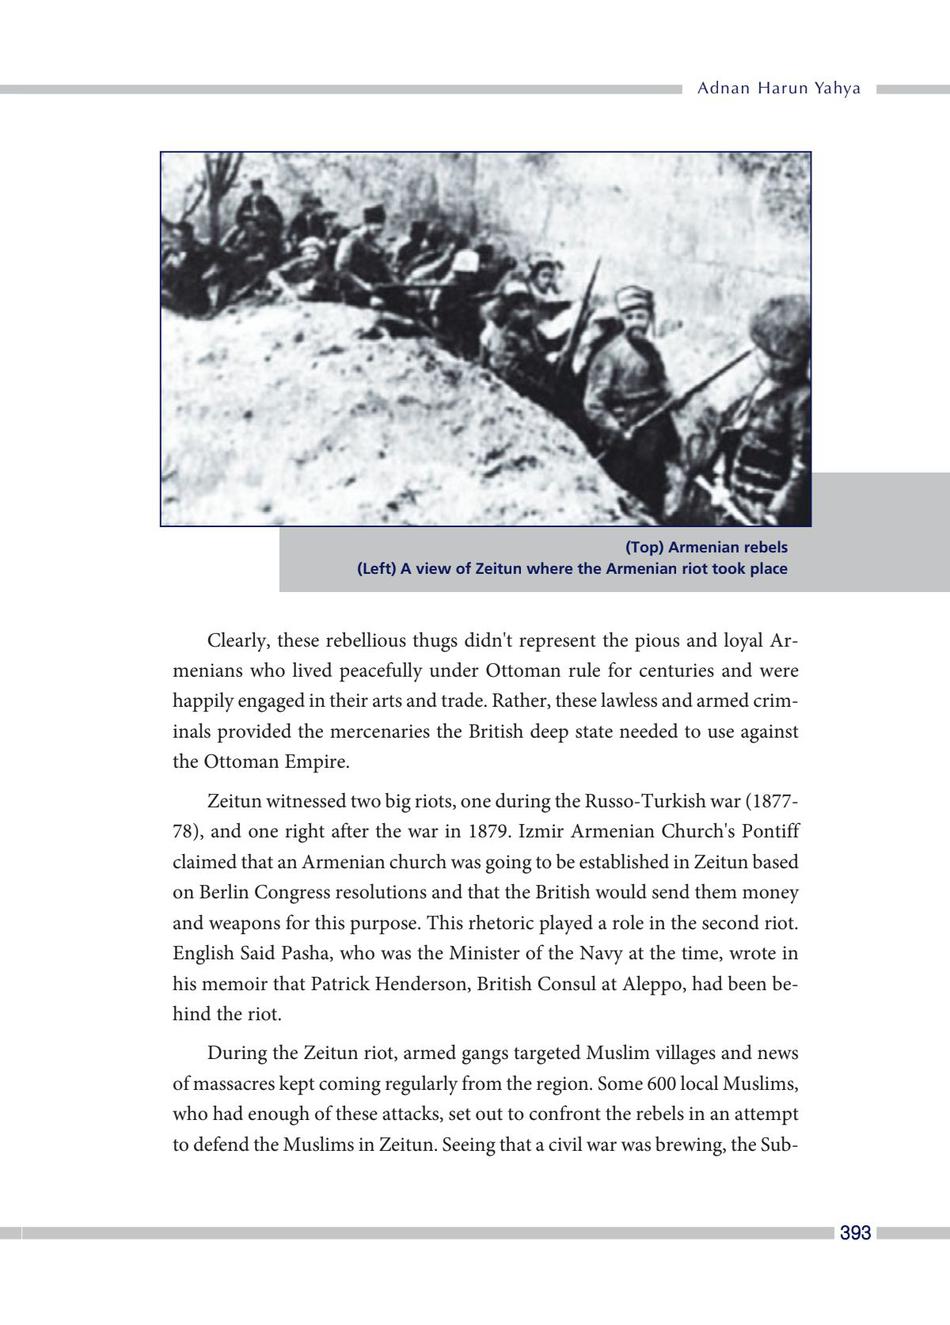 Adnan Harun Yahya
(Top) Armenian rebels
(Left) A view of Zeitun where the Armenian riot took place
Clearly, these rebellious thugs didn't represent the pious and loyal Ar-
menians who lived peacefully under Ottoman rule for centuries and were
happily engaged in their arts and trade. Rather, these lawless and armed crim-
inals provided the mercenaries the British deep state needed to use against
the Ottoman Empire.
Zeitun witnessed two big riots, one during the Russo-Turkish war (1877-
78), and one right after the war in 1879. Izmir Armenian Church's Pontiff
claimed that an Armenian church was going to be established in Zeitun based
on Berlin Congress resolutions and that the British would send them money
and weapons for this purpose. This rhetoric played a role in the second riot.
English Said Pasha, who was the Minister of the Navy at the time, wrote in
his memoir that Patrick Henderson, British Consul at Aleppo, had been be-
hind the riot.
During the Zeitun riot, armed gangs targeted Muslim villages and news
of massacres kept coming regularly from the region. Some 600 local Muslims,
who had enough of these attacks, set out to confront the rebels in an attempt
to defend the Muslims in Zeitun. Seeing that a civil war was brewing, the Sub-
393